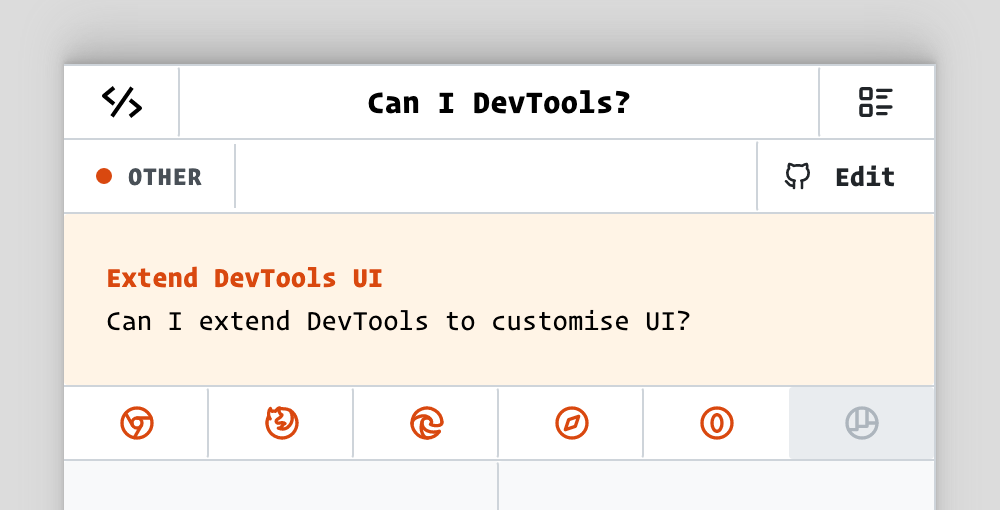 Can I DevTools?
OTHER
Edit
Extend DevTools UI
Can I extend DevTools to customise UI?